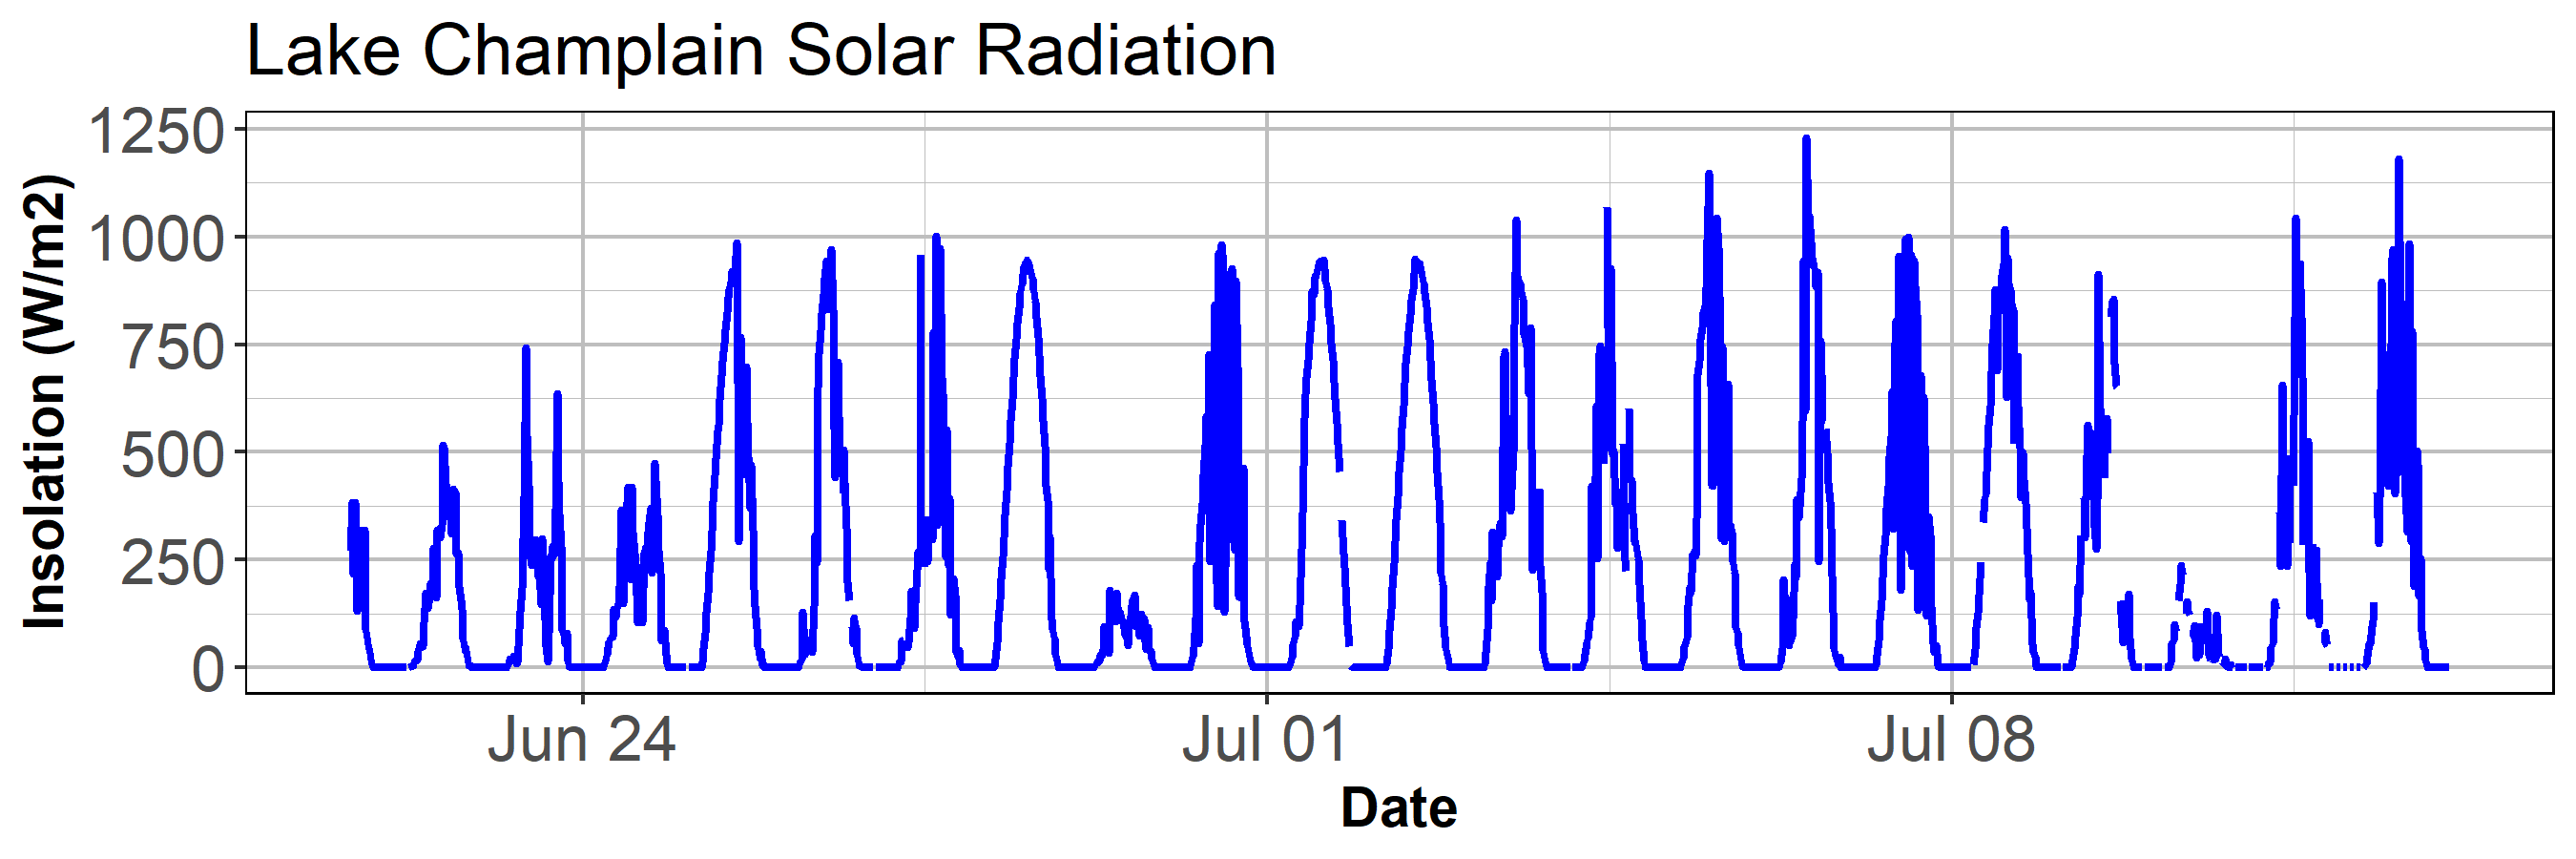 Lake Champlain Solar Radiation
1250
1000
750
500
250
0
Insolation (W/m2)
Jun 24
Jul 01
Jul 08
Date